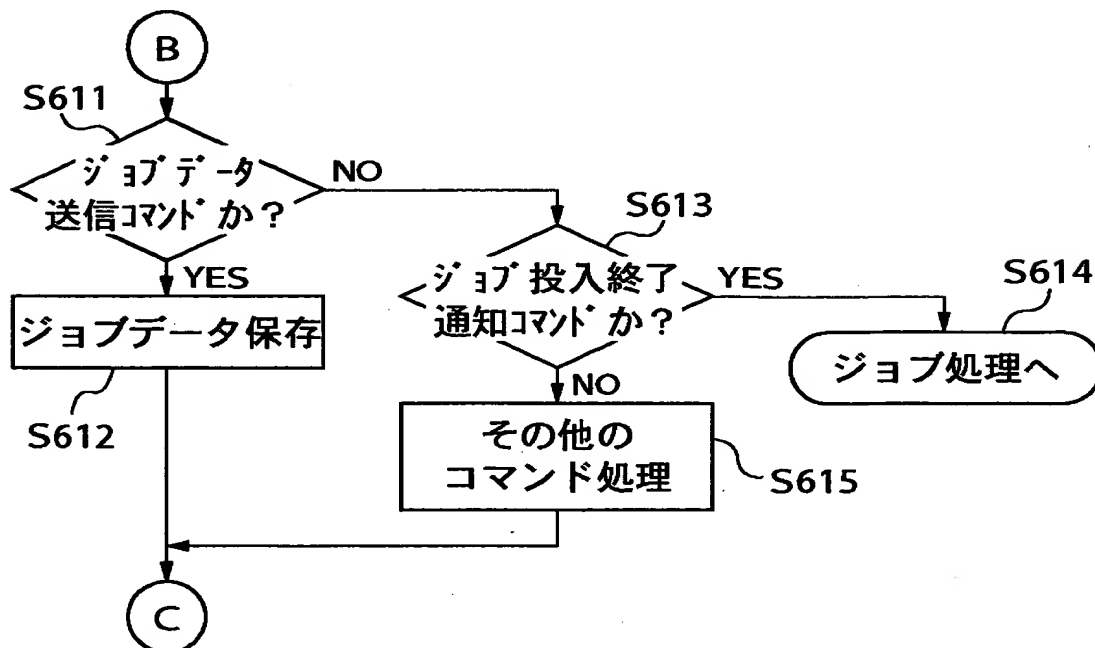 B
S611
ジョブデータ
送信コマンドか？
NO
YES
ジョブデータ保存
S612
S613
ジョブ投入終了
通知コマンドか？
YES
NO
S614
ジョブ処理へ
その他の
コマンド処理
S615
C